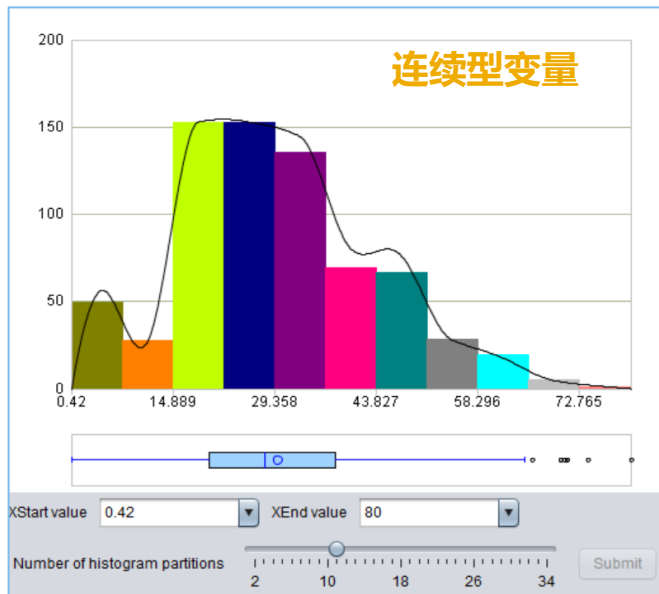 200
连续型变量
150
100
50
0
0.42 14.889 29.358 43.827 58.296 72.765
XStart value 0.42 XEnd value 80
Number of histogram partitions 2 10 18 26 34 Submit